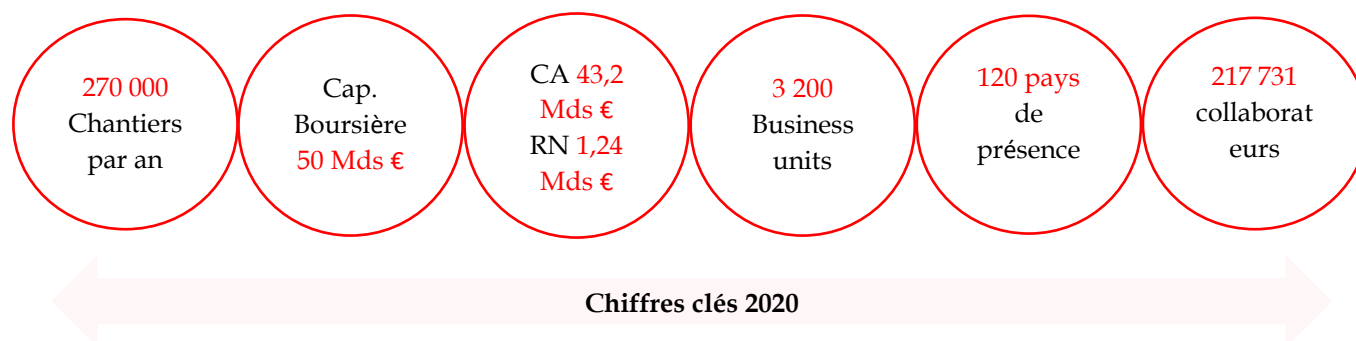 270 000
Chantiers
par an
Cap.
Boursière
50 Mds €
CA 43,2
Mds €
RN 1,24
Mds €
3 200
Business
units
120 pays
de
présence
217 731
collaborat
eurs
Chiffres clés 2020